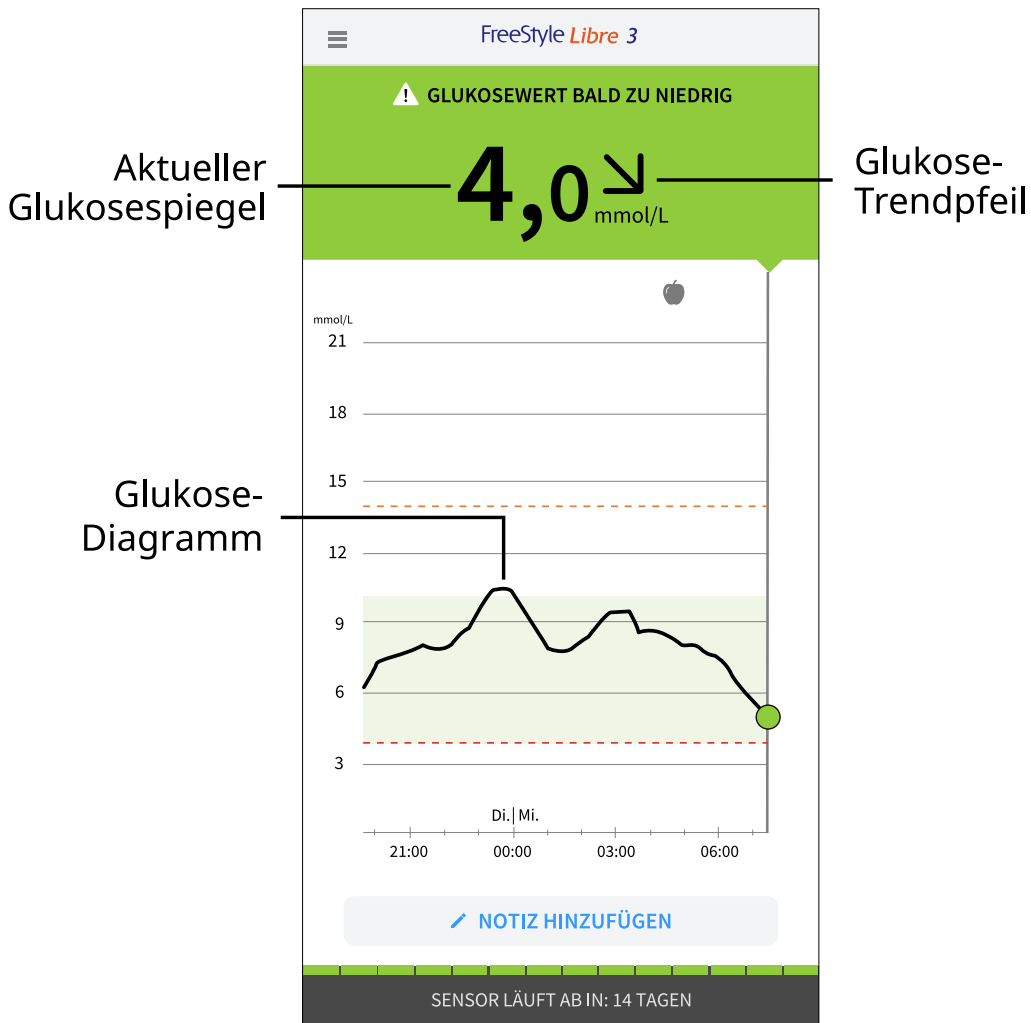 FreeStyle Libre 3
GLUKOSEWERT BALD ZU NIEDRIG
Aktueller
Glukosespiegel
4,0
mmol/L
Glukose-
Trendpfeil
mmol/L
21
18
15
Glukose-
Diagramm
12
9
6
3
Di. Mi.
21:00 00:00 03:00 06:00
NOTIZ HINZUFÜGEN
SENSOR LÄUFT AB IN: 14 TAGEN